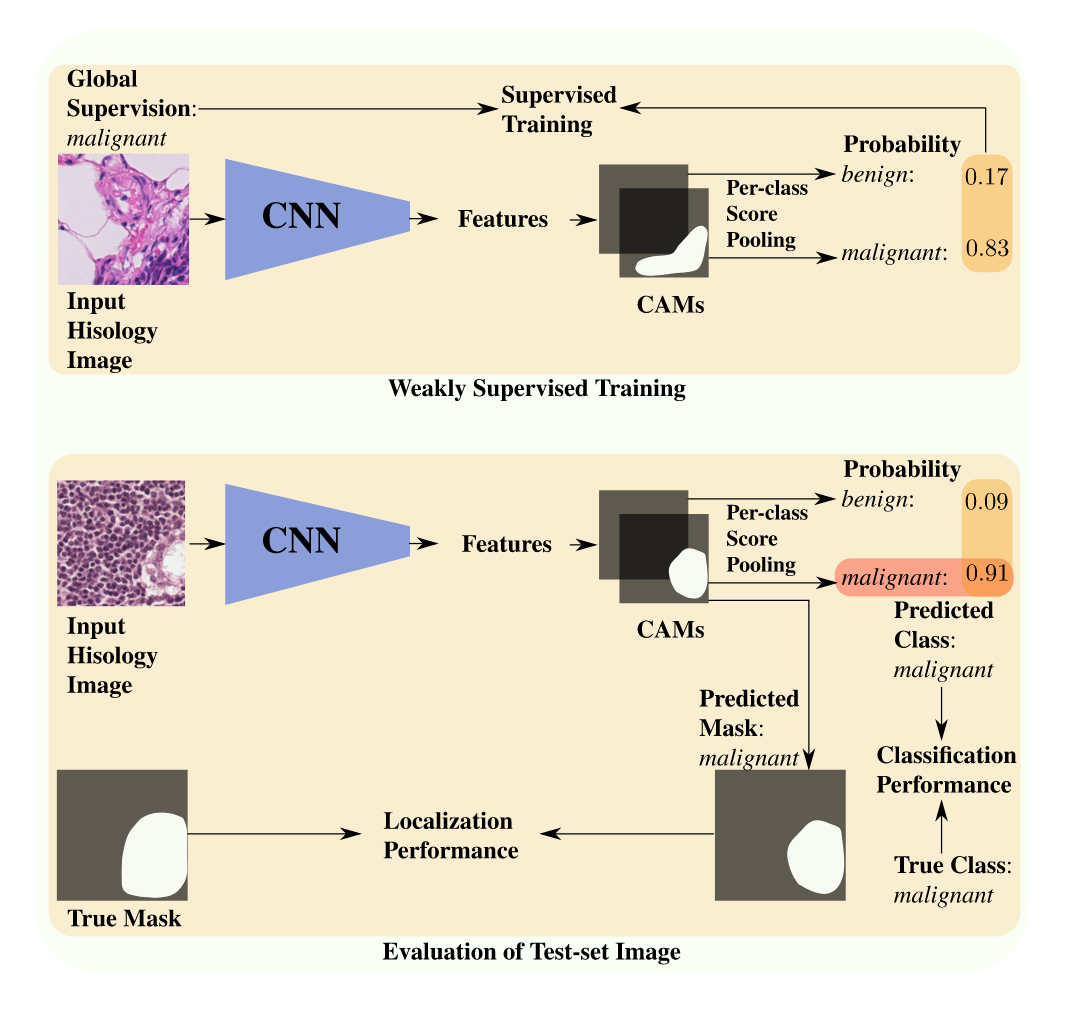 Global
Supervision:
malignant
Supervised
Training
Probability
benign:
0.17
CNN
Features
Per-class
Score
Pooling
malignant:
0.83
CAMs
Input
Hisology
Image
Weakly Supervised Training
Probability
benign:
0.09
CNN
Features
Per-class
Score
Pooling
malignant:
0.91
CAMs
Input
Hisology
Image
Predicted
Class:
malignant
Predicted
Mask:
malignant
Classification
Performance
Localization
Performance
True Class:
malignant
True Mask
Evaluation of Test-set Image